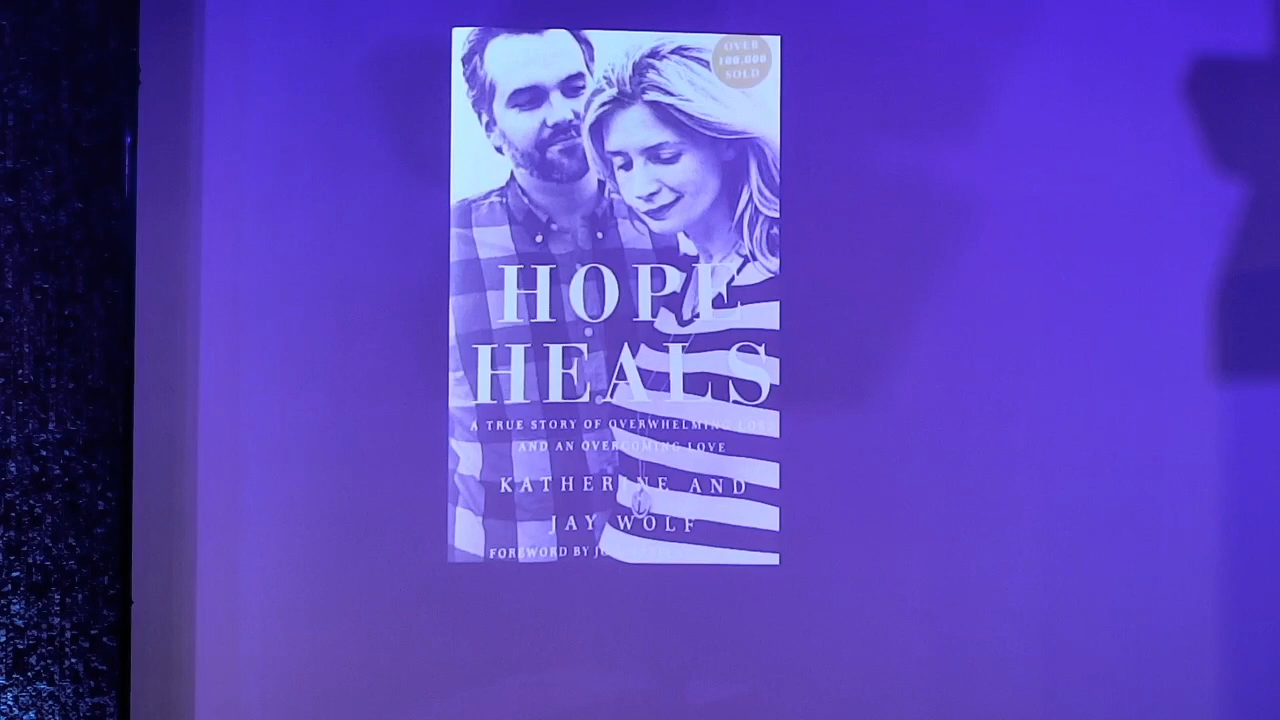 OVER
100,000
SOLD
HOPE
HEALS
A TRUE STORY OF OVERWHELMING LOSS
AND AN OVERCOMING LOVE
KATHERINE AND
JAY WOLF
FOREWORD BY